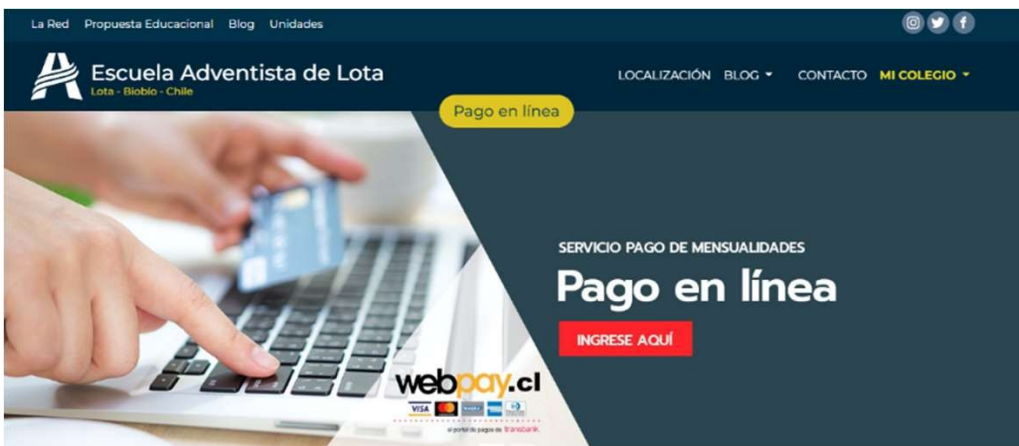 La Red Propuesta Educacional Blog Unidades
Escuela Adventista de Lota
Lota - Biobío - Chile
LOCALIZACIÓN BLOG CONTACTO MI COLEGIO
Pago en línea
SERVICIO PAGO DE MENSUALIDADES
Pago en línea
INGRESE AQUÍ
webpay.cl
VISA
el portal de pagos de transbank.